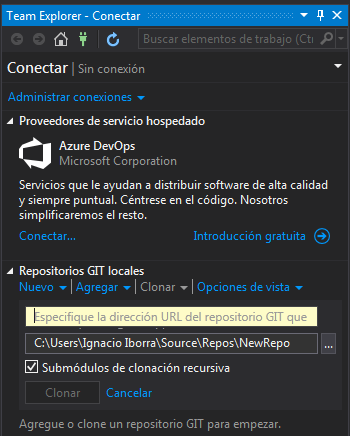 Team Explorer - Conectar
Buscar elementos de trabajo (Ctr
Conectar | Sin conexión
Administrar conexiones
Proveedores de servicio hospedado
Azure DevOps
Microsoft Corporation
Servicios que le ayudan a distribuir software de alta calidad
y siempre puntual. Céntrese en el código. Nosotros
simplificaremos el resto.
Conectar... Introducción gratuita
Repositorios GIT locales
Nuevo | Agregar | Clonar | Opciones de vista
Especifique la dirección URL del repositorio GIT que
C:\Users\Ignacio Iborra\Source\Repos\NewRepo ...
Submódulos de clonación recursiva
Clonar Cancelar
Agregue o clone un repositorio GIT para empezar.